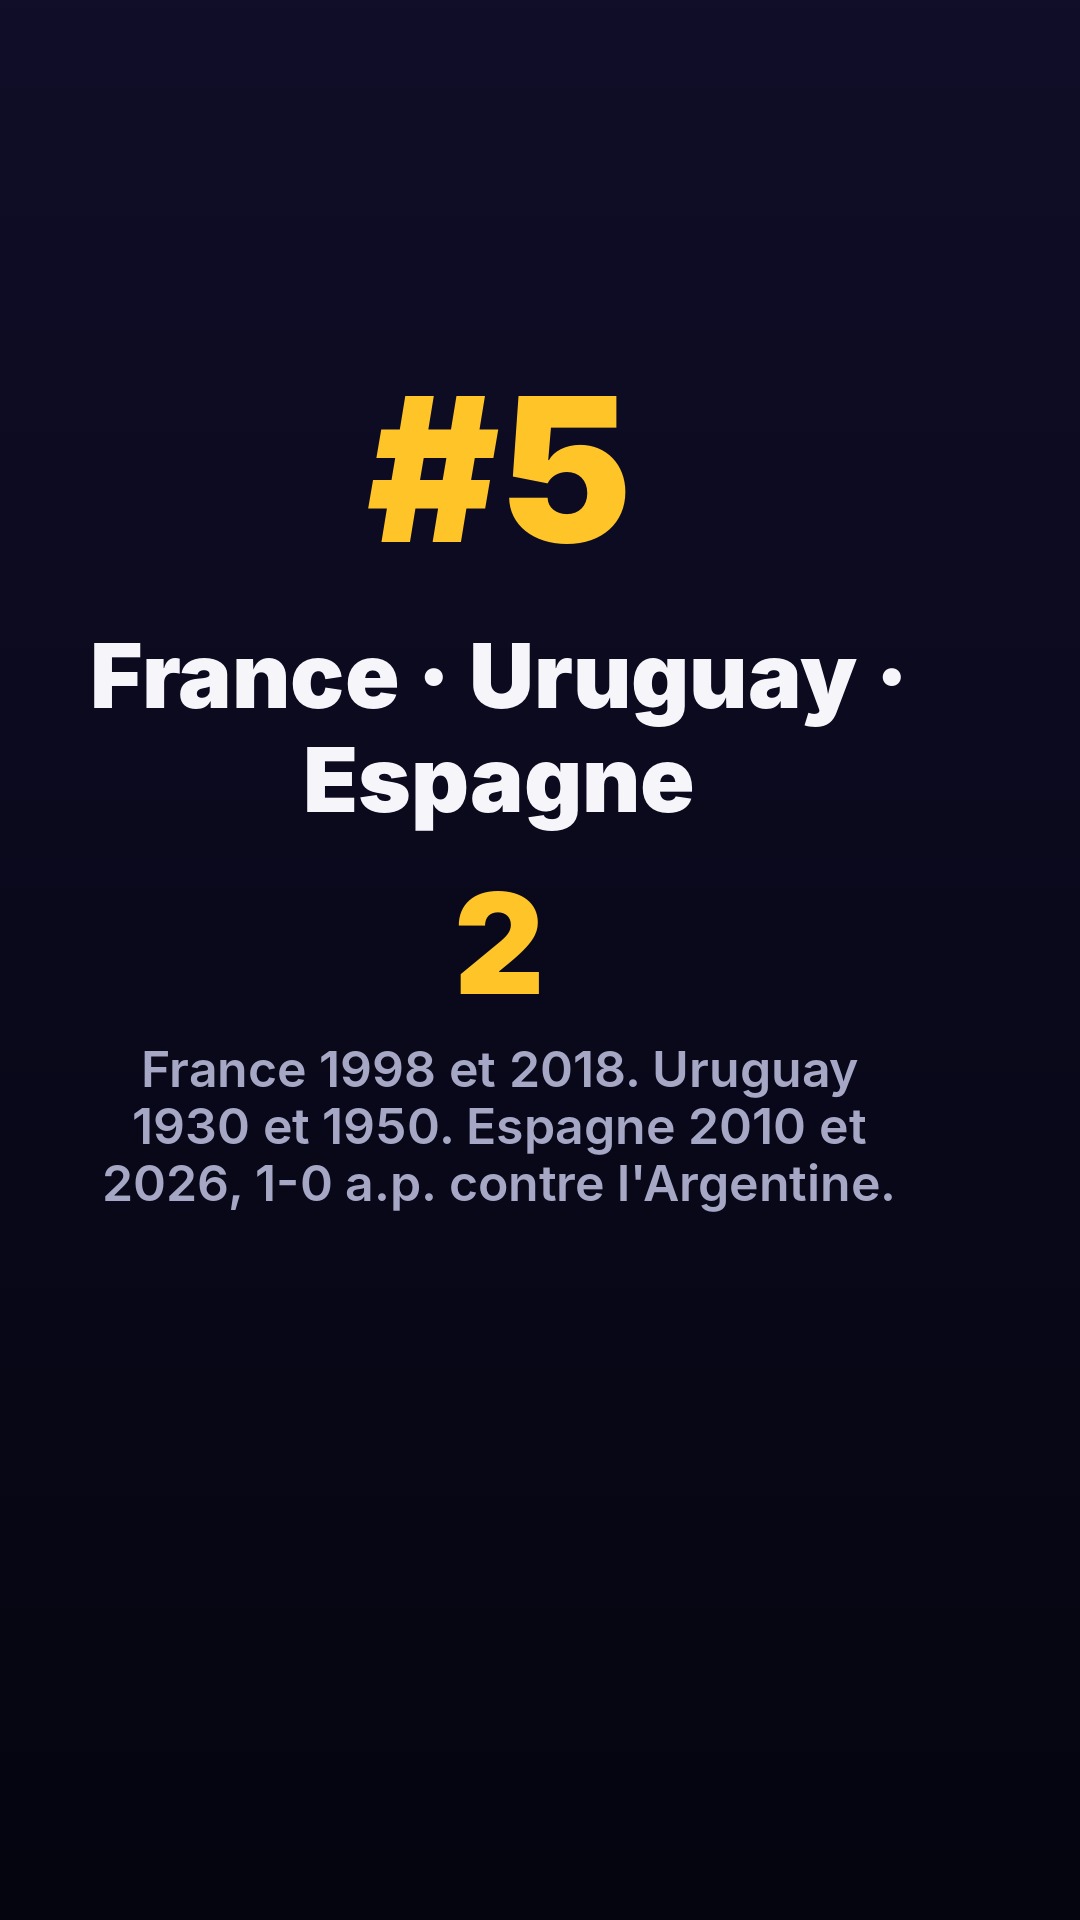 #5
France · Uruguay ·
Espagne
2
France 1998 et 2018. Uruguay
1930 et 1950. Espagne 2010 et
2026, 1-0 a.p. contre l'Argentine.